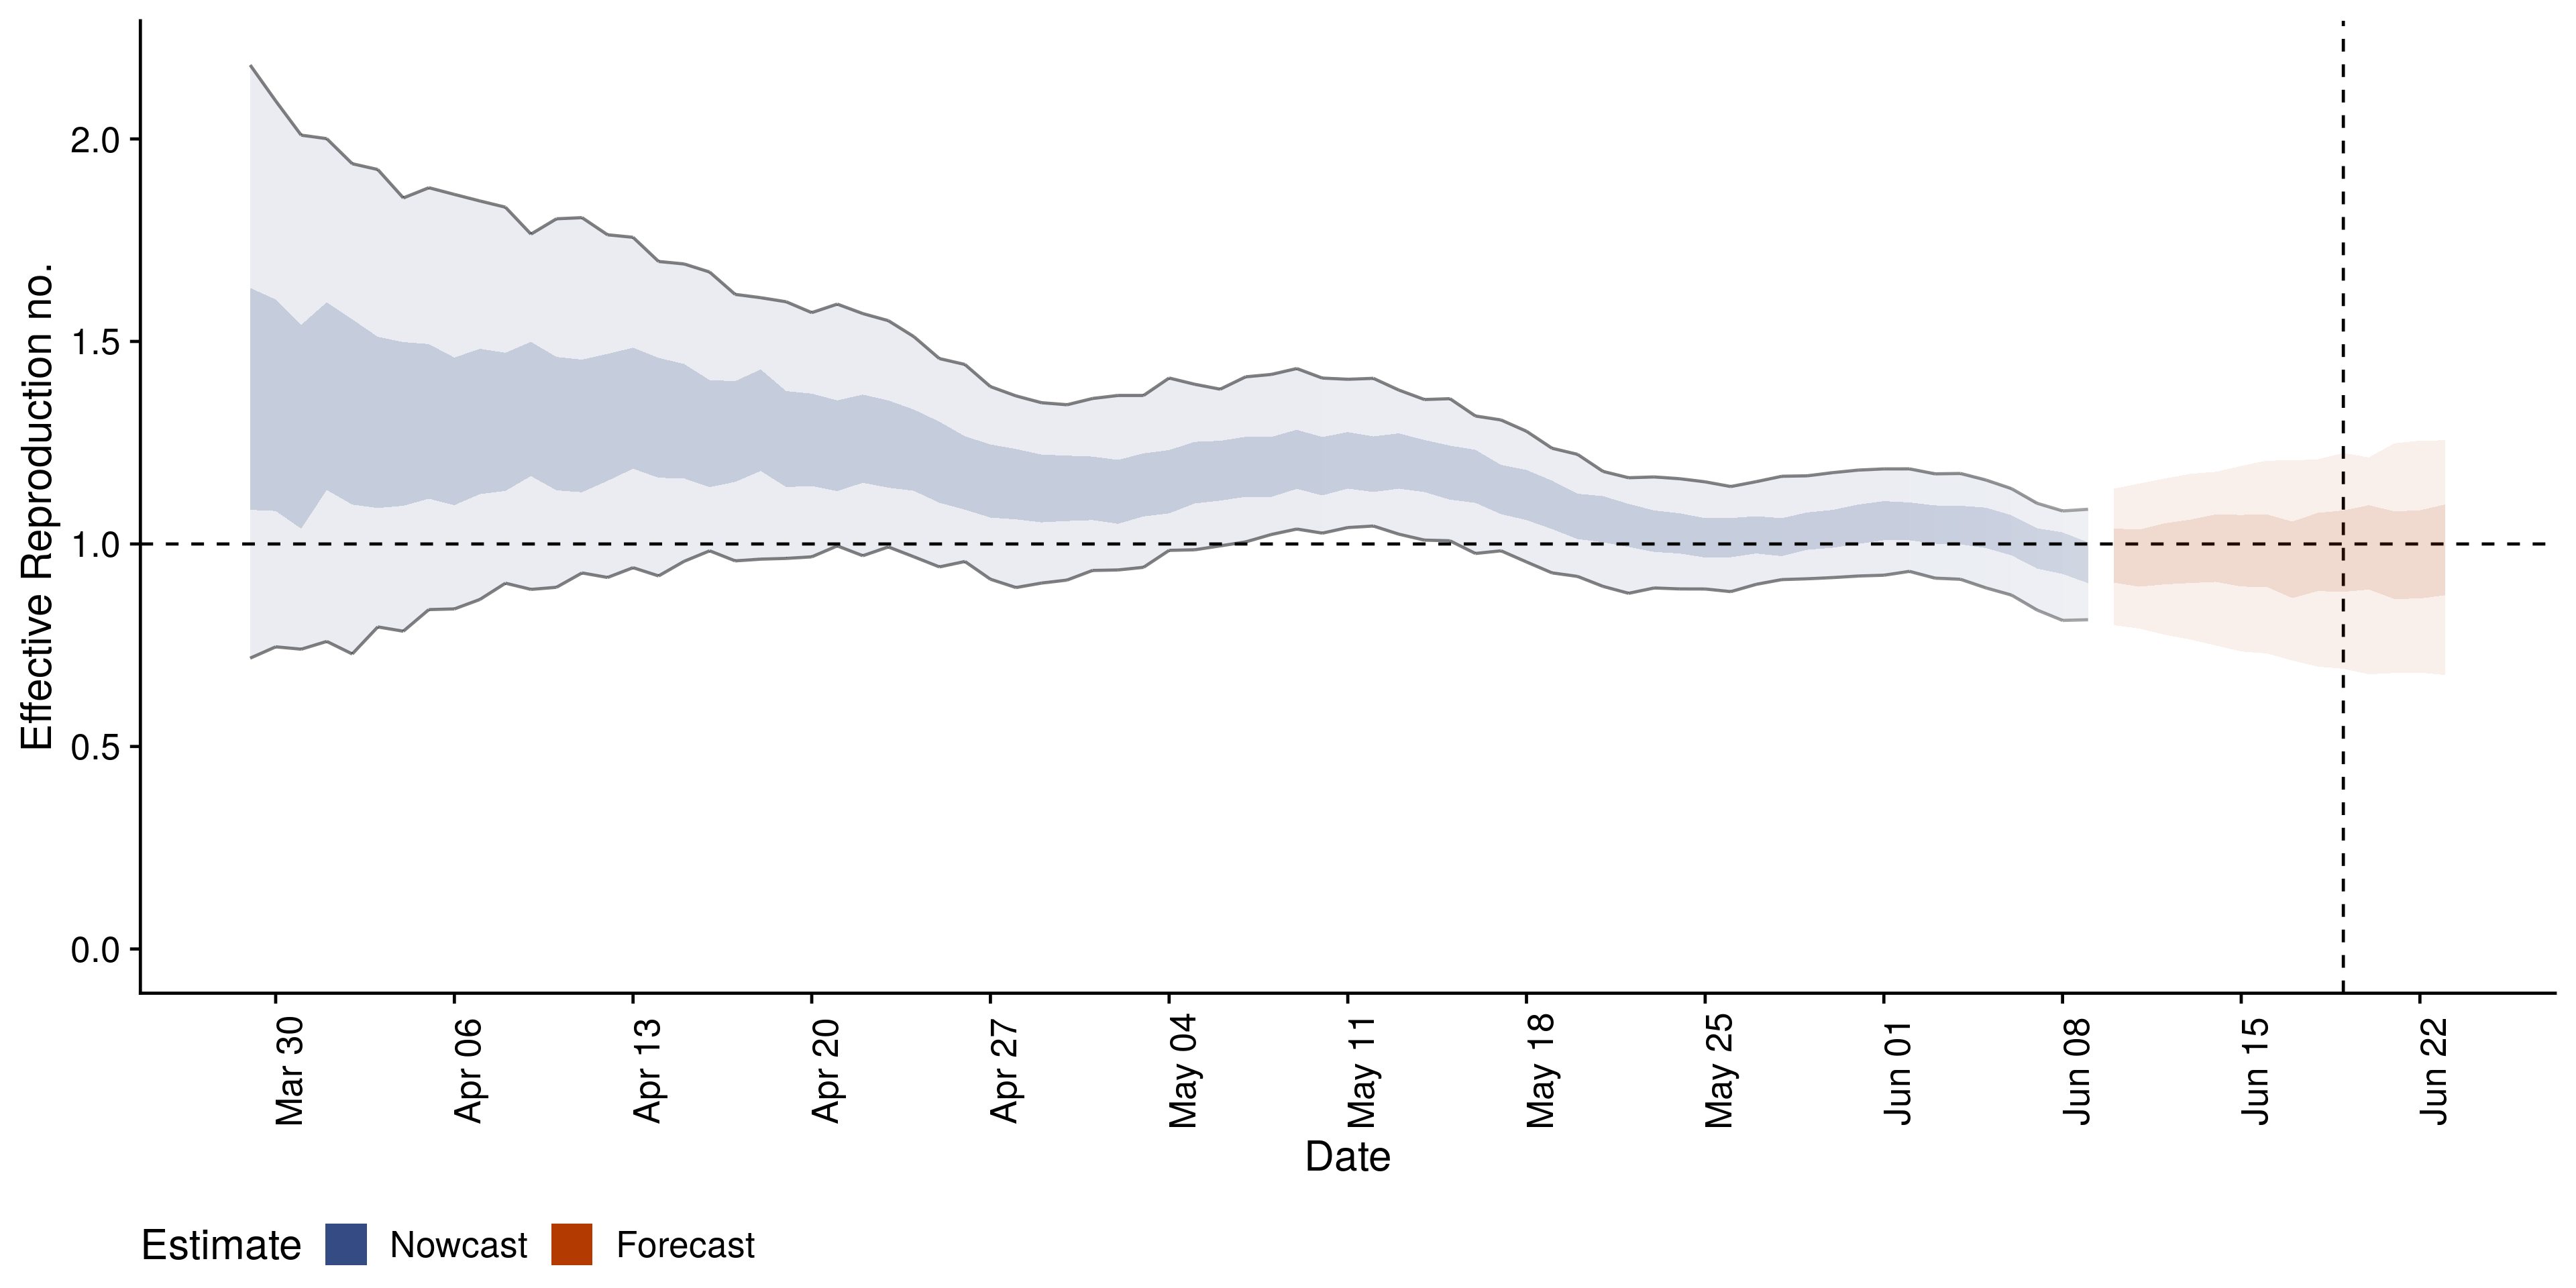 Effective Reproduction no.
2.0
1.5
1.0
0.5
0.0
Mar 30
Apr 06
Apr 13
Apr 20
Apr 27
May 04
May 11
May 18
May 25
Jun 01
Jun 08
Jun 15
Jun 22
Date
Estimate Nowcast Forecast